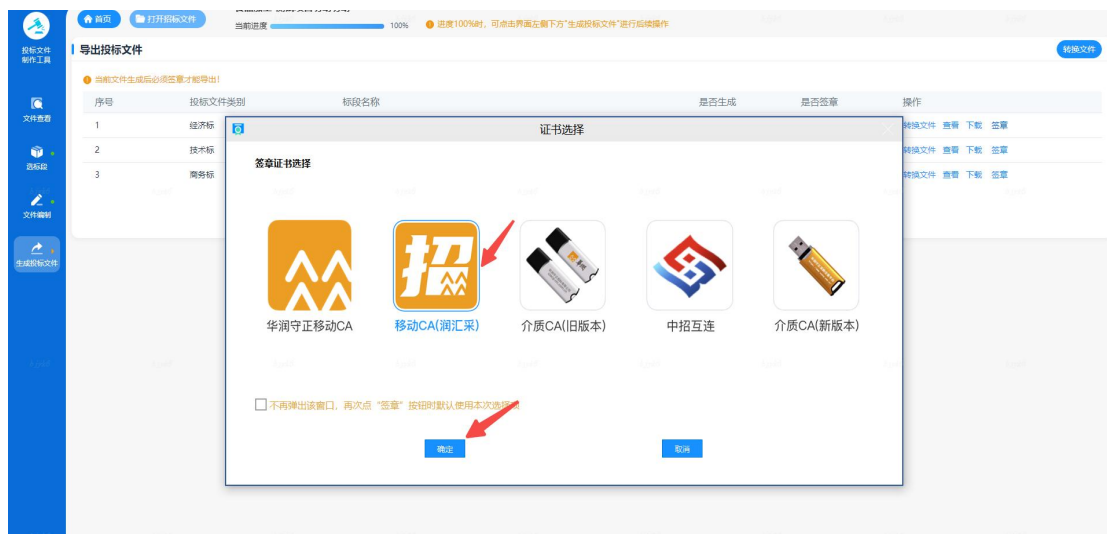 首页
打开招标文件
当前进度
100%
进度100%时，可点击界面左侧下方"生成投标文件"进行后续操作
投标文件
制作工具
导出投标文件
转换文件
当前文件生成后必须签章才能导出！
序号 投标文件类别 标段名称 是否生成 是否签章 操作
文件查看
选标段
文件编制
生成投标文件
1 经济标 转换文件 查看 下载 签章
2 技术标 转换文件 查看 下载 签章
3 商务标 转换文件 查看 下载 签章
证书选择
签章证书选择
招
华润守正移动CA
移动CA(润汇采)
介质CA(旧版本)
中招互连
介质CA(新版本)
不再弹出该窗口，再次点"签章"按钮时默认使用本次选择
确定
取消